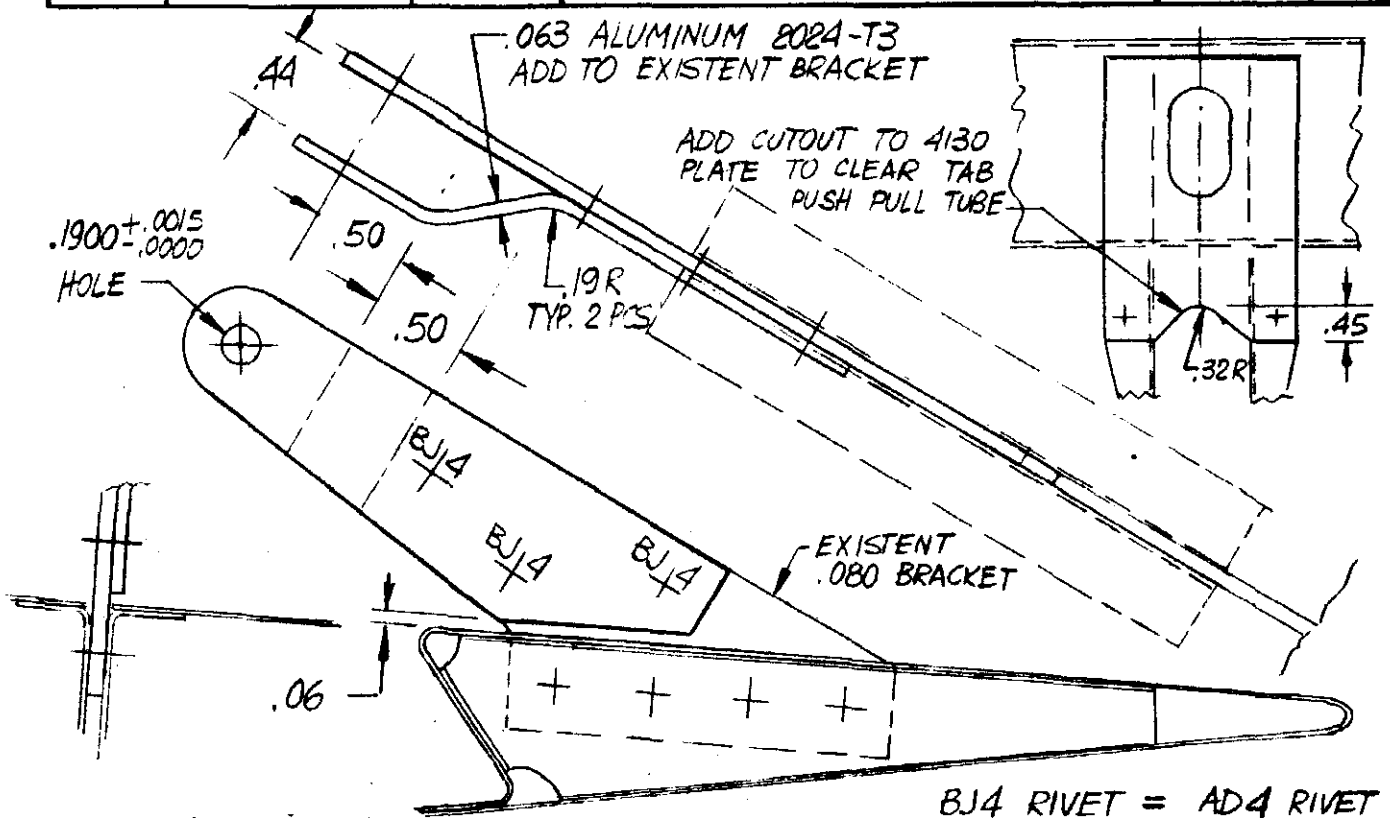 .063 ALUMINUM 2024-T3
ADD TO EXISTENT BRACKET
.44
ADD CUTOUT TO 4130
PLATE TO CLEAR TAB
PUSH PULL TUBE
.1900 +.0015
-.0000
HOLE
.50
.50
.19R
TYP. 2 PCS
.45
.32R
BJ4
BJ4
BJ4
EXISTENT
.080 BRACKET
.06
BJ4 RIVET = AD4 RIVET